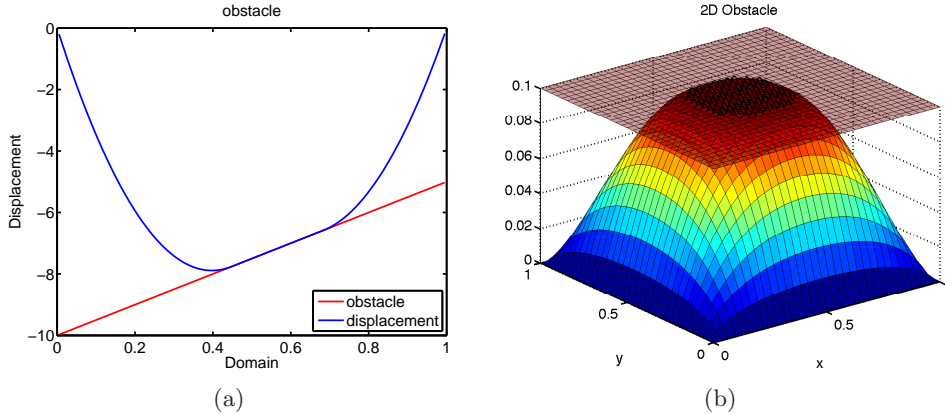 obstacle
0
−2
−4
−6
−8
−10
Displacement
0 0.2 0.4 0.6 0.8 1
Domain
obstacle
displacement
(a)
2D Obstacle
0.1
0.08
0.06
0.04
0.02
0
1
0.5
0
y
0
0.5
x
(b)